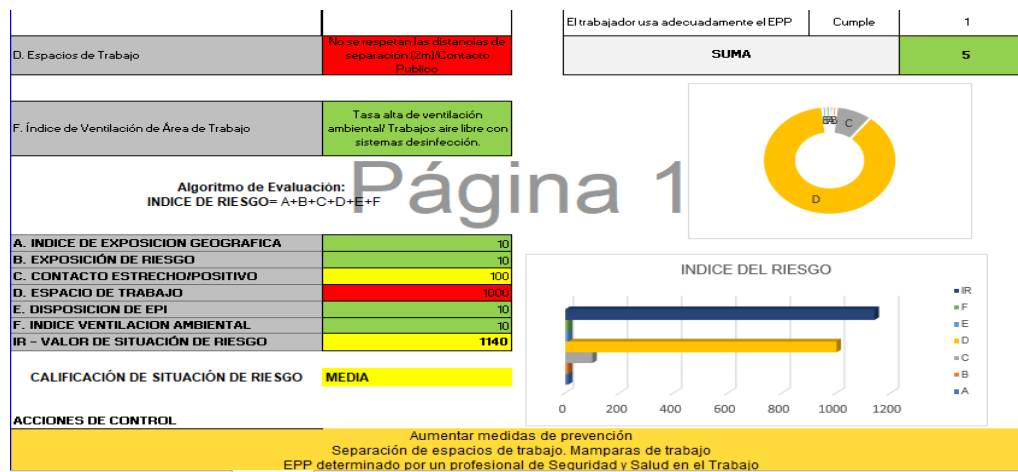 El trabajador usa adecuadamente el EPP Cumple 1
D. Espacios de Trabajo
No se respetan las distancias de
separación (2m)/Contacto
Publico
SUMA 5
F. Índice de Ventilación de Área de Trabajo
Tasa alta de ventilación
ambiental/ Trabajos aire libre con
sistemas desinfección.
C
D
Página 1
Algoritmo de Evaluación:
INDICE DE RIESGO= A+B+C+D+E+F
A. INDICE DE EXPOSICION GEOGRAFICA 10
B. EXPOSICIÓN DE RIESGO 10
C. CONTACTO ESTRECHO/POSITIVO 100
D. ESPACIO DE TRABAJO 1000
E. DISPOSICION DE EPI 10
F. INDICE VENTILACION AMBIENTAL 10
IR - VALOR DE SITUACIÓN DE RIESGO 1140
CALIFICACIÓN DE SITUACIÓN DE RIESGO MEDIA
INDICE DEL RIESGO
IR
F
E
D
C
B
A
0 200 400 600 800 1000 1200
ACCIONES DE CONTROL
Aumentar medidas de prevención
Separación de espacios de trabajo. Mamparas de trabajo
EPP determinado por un profesional de Seguridad y Salud en el Trabajo